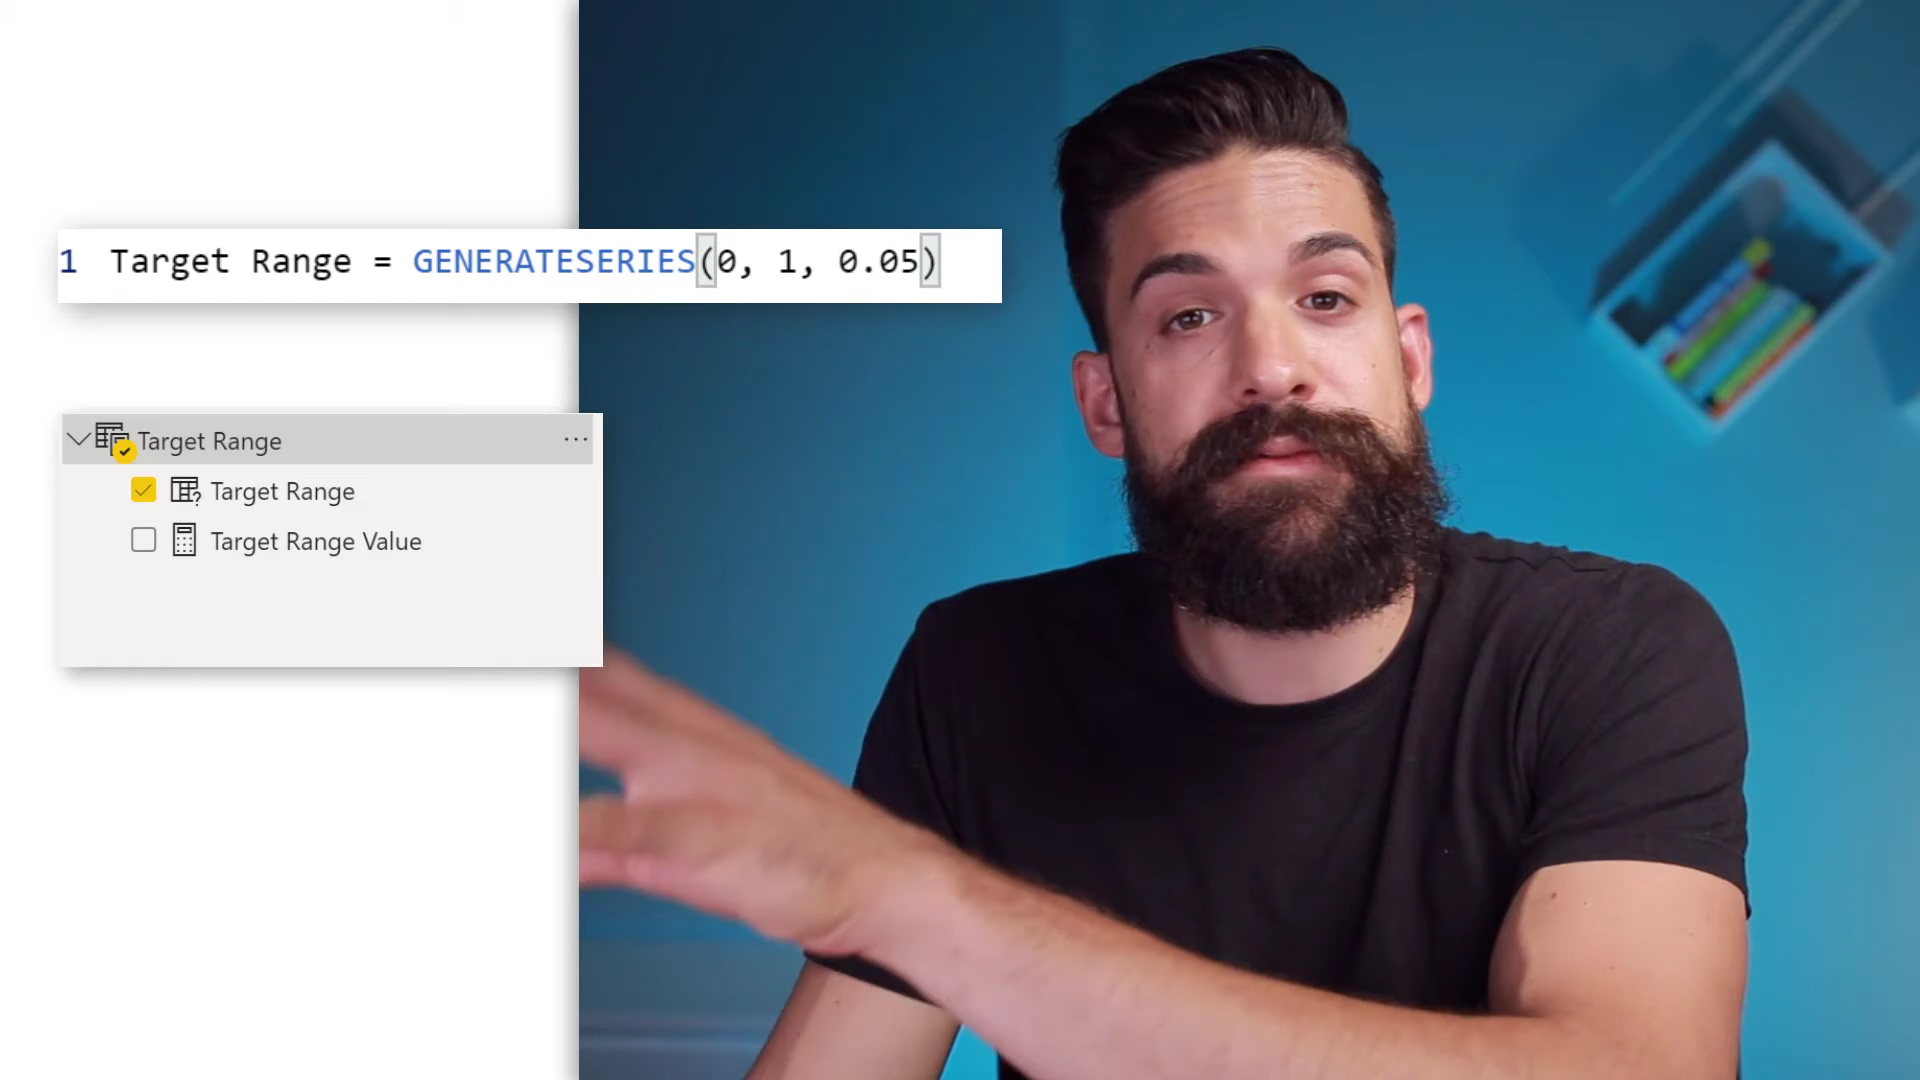 1 Target Range = GENERATESERIES(0, 1, 0.05)
Target Range ...
Target Range
Target Range Value